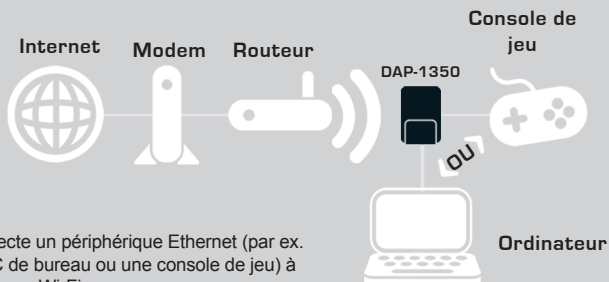 Console de
jeu
Internet
Modem
Routeur
DAP-1350
OU
Ordinateur
ecte un périphérique Ethernet (par ex.
de bureau ou une console de jeu) à